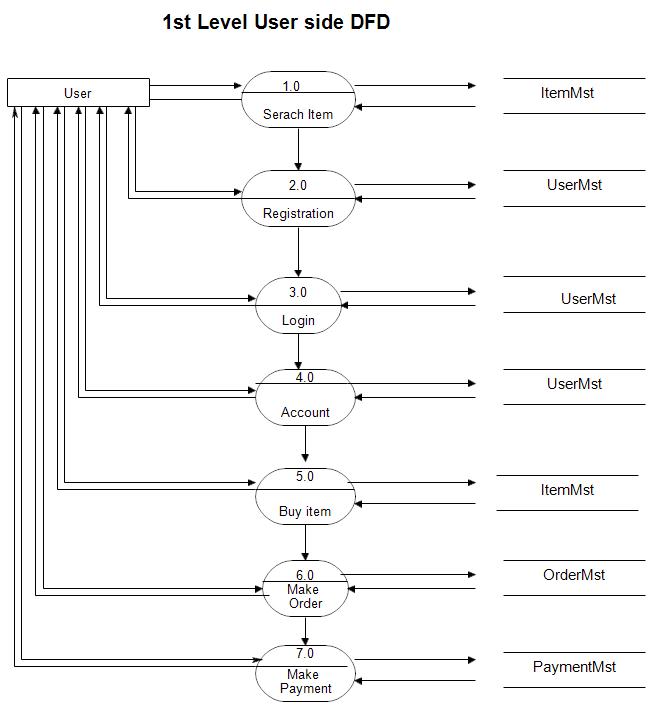 1st Level User side DFD
User
1.0
Serach Item
ItemMst
2.0
Registration
UserMst
3.0
Login
UserMst
4.0
Account
UserMst
5.0
Buy item
ItemMst
6.0
Make
Order
OrderMst
7.0
Make
Payment
PaymentMst